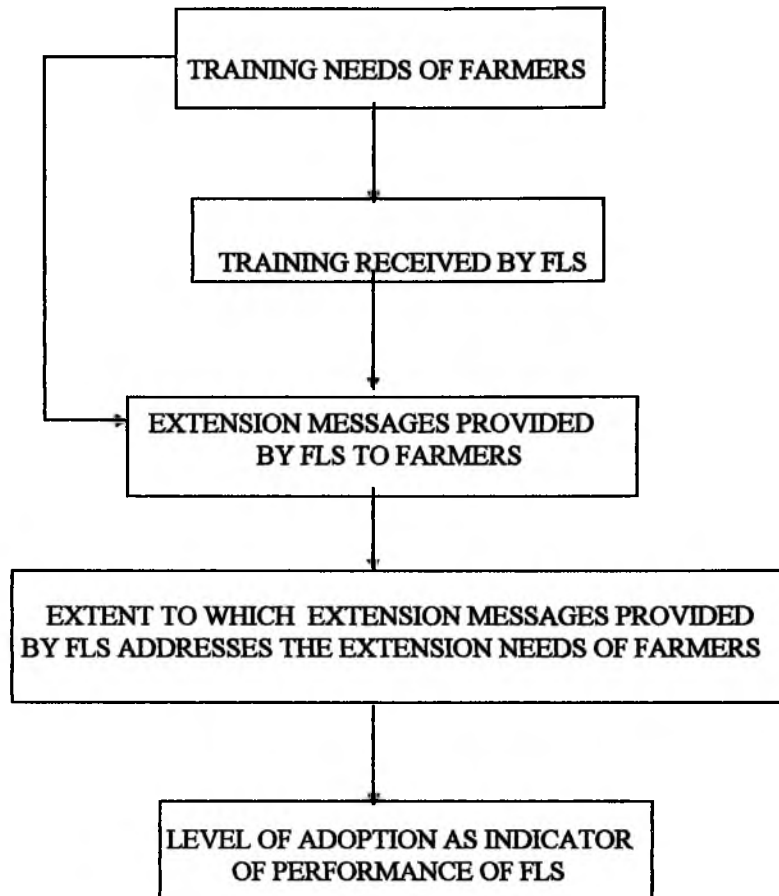 TRAINING NEEDS OF FARMERS
TRAINING RECEIVED BY FLS
EXTENSION MESSAGES PROVIDED
BY FLS TO FARMERS
EXTENT TO WHICH EXTENSION MESSAGES PROVIDED
BY FLS ADDRESSES THE EXTENSION NEEDS OF FARMERS
LEVEL OF ADOPTION AS INDICATOR
OF PERFORMANCE OF FLS